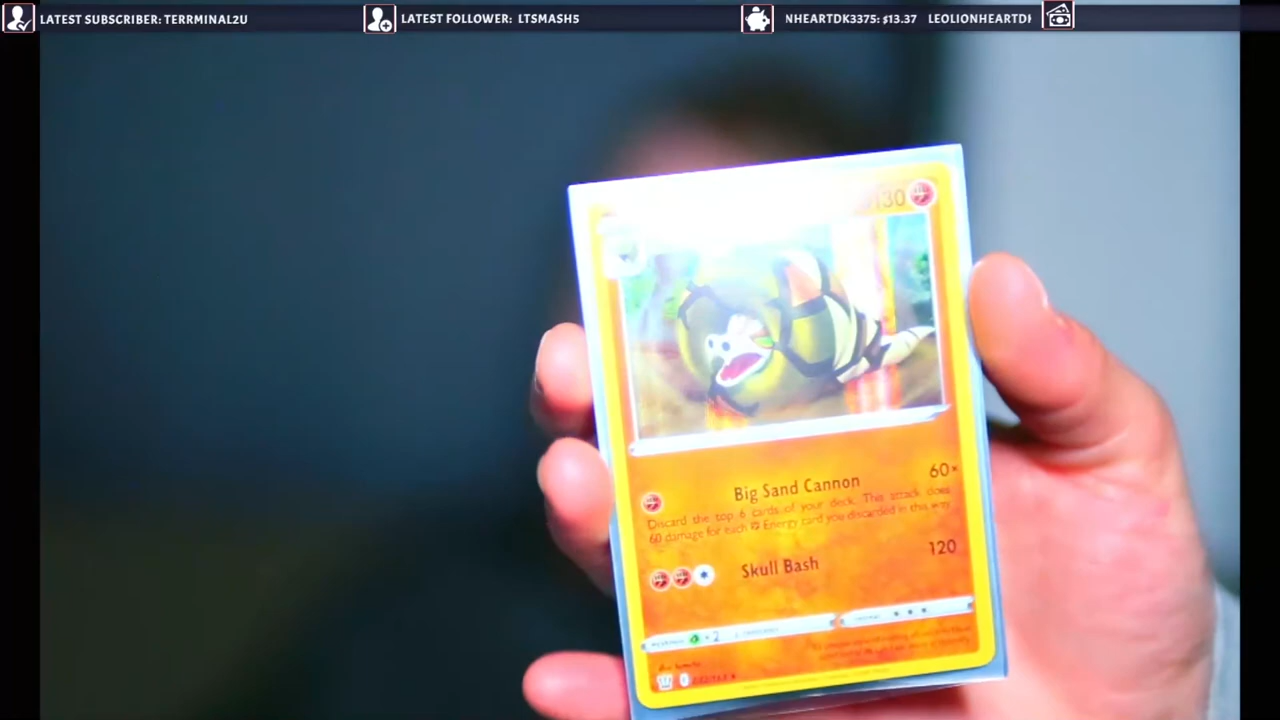 LATEST SUBSCRIBER: TERRMINAL2U
LATEST FOLLOWER: LTSMASH5
NHEARTDK3375: $13.37 LEOLIONHEARTDK
130
Big Sand Cannon 60×
Discard the top 6 cards of your deck. This attack does
60 damage for each Energy card you discarded in this way.
Skull Bash 120
×2